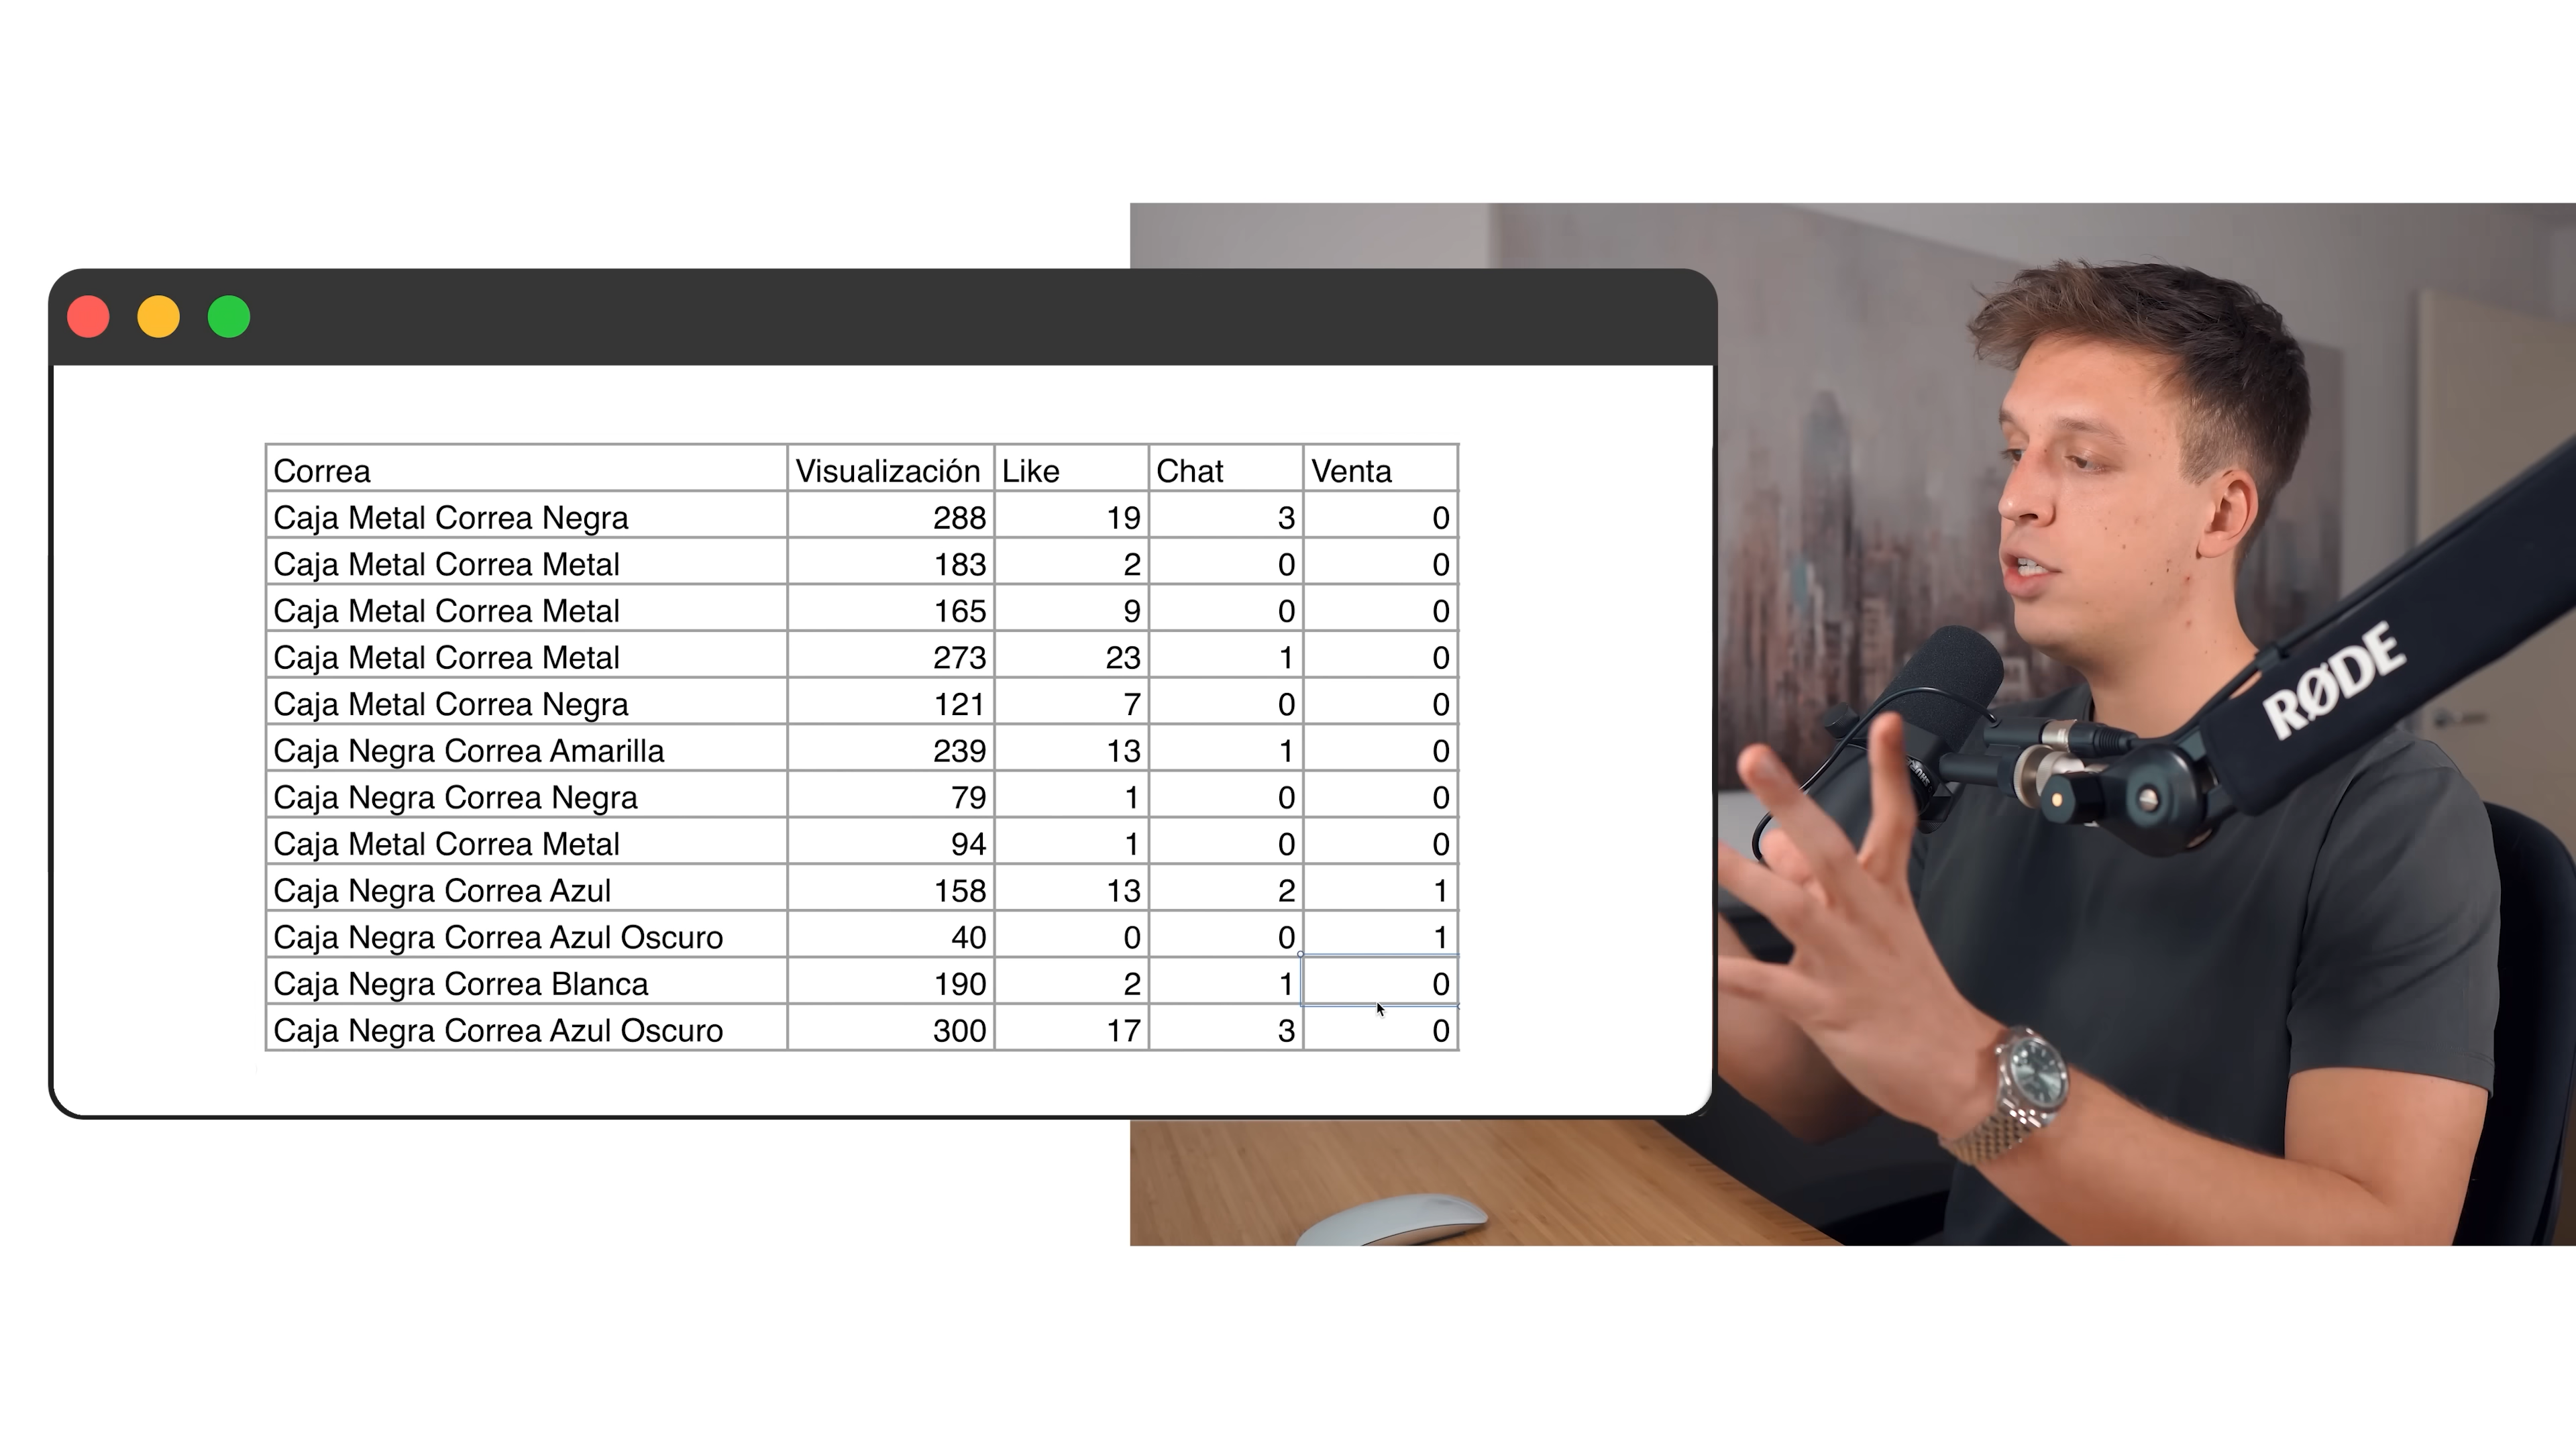 Correa Visualización Like Chat Venta
Caja Metal Correa Negra 288 19 3 0
Caja Metal Correa Metal 183 2 0 0
Caja Metal Correa Metal 165 9 0 0
Caja Metal Correa Metal 273 23 1 0
Caja Metal Correa Negra 121 7 0 0
Caja Negra Correa Amarilla 239 13 1 0
Caja Negra Correa Negra 79 1 0 0
Caja Metal Correa Metal 94 1 0 0
Caja Negra Correa Azul 158 13 2 1
Caja Negra Correa Azul Oscuro 40 0 0 1
Caja Negra Correa Blanca 190 2 1 0
Caja Negra Correa Azul Oscuro 300 17 3 0
RØDE